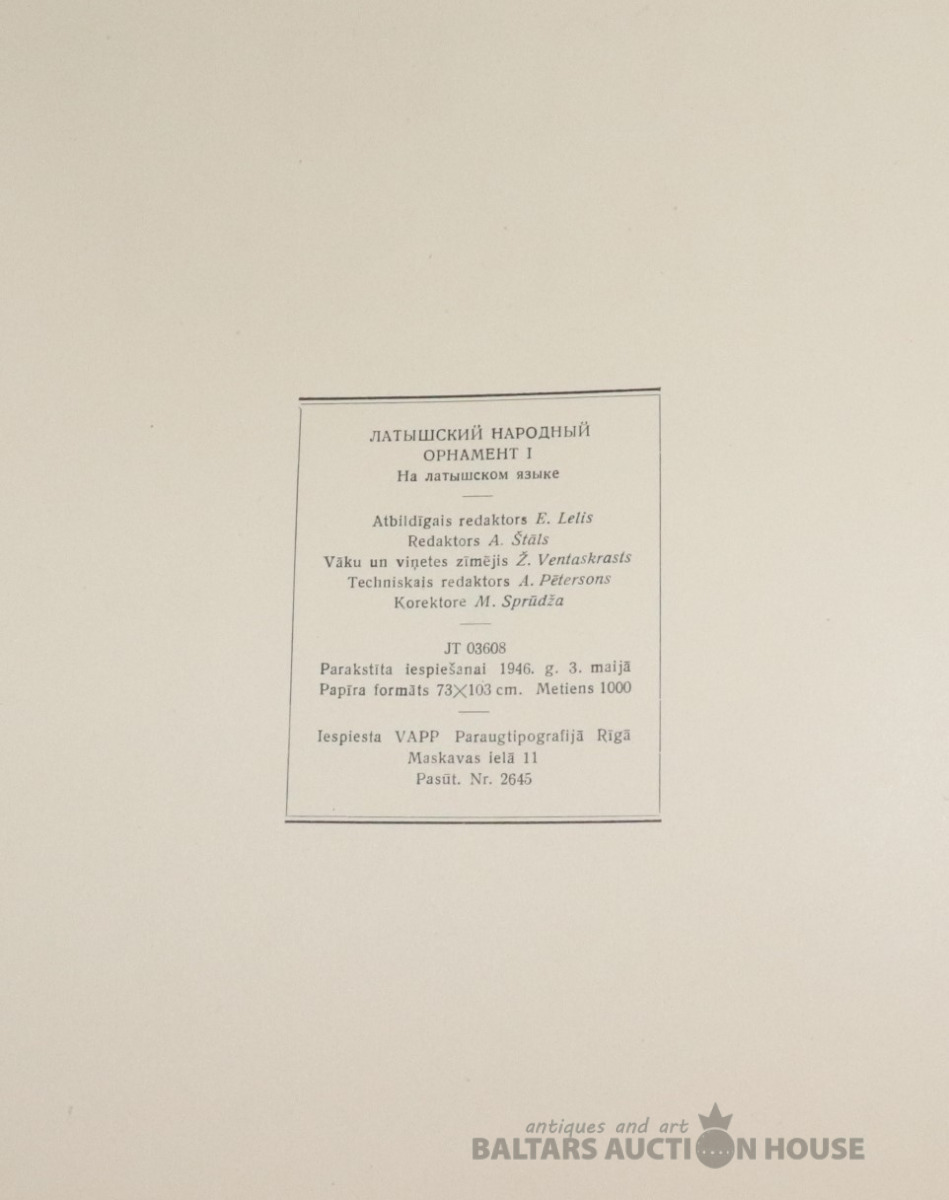 ЛАТЫШСКИЙ НАРОДНЫЙ
ОРНАМЕНТ I
На латышском языке
Atbildīgais redaktors E. Lelis
Redaktors A. Štāls
Vāku un viņetes zīmējis Ž. Ventaskrasts
Techniskais redaktors A. Pētersons
Korektore M. Sprūdža
JT 03608
Parakstīta iespiešanai 1946. g. 3. maijā
Papīra formāts 73×103 cm. Metiens 1000
Iespiesta VAPP Paraugtipografijā Rīgā
Maskavas ielā 11
Pasūt. Nr. 2645
antiques and art
BALTARS AUCTION HOUSE